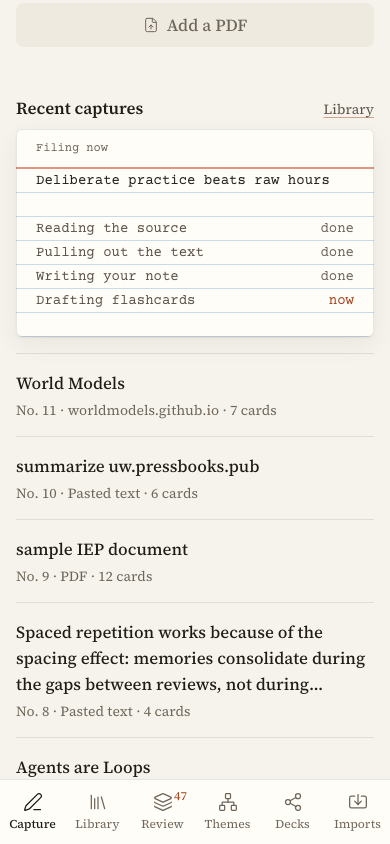 Add a PDF
Recent captures
Library
Filing now
Deliberate practice beats raw hours
Reading the source done
Pulling out the text done
Writing your note done
Drafting flashcards now
World Models
No. 11 · worldmodels.github.io · 7 cards
summarize uw.pressbooks.pub
No. 10 · Pasted text · 6 cards
sample IEP document
No. 9 · PDF · 12 cards
Spaced repetition works because of the
spacing effect: memories consolidate during
the gaps between reviews, not during...
No. 8 · Pasted text · 4 cards
Agents are Loops
47
Capture Library Review Themes Decks Imports